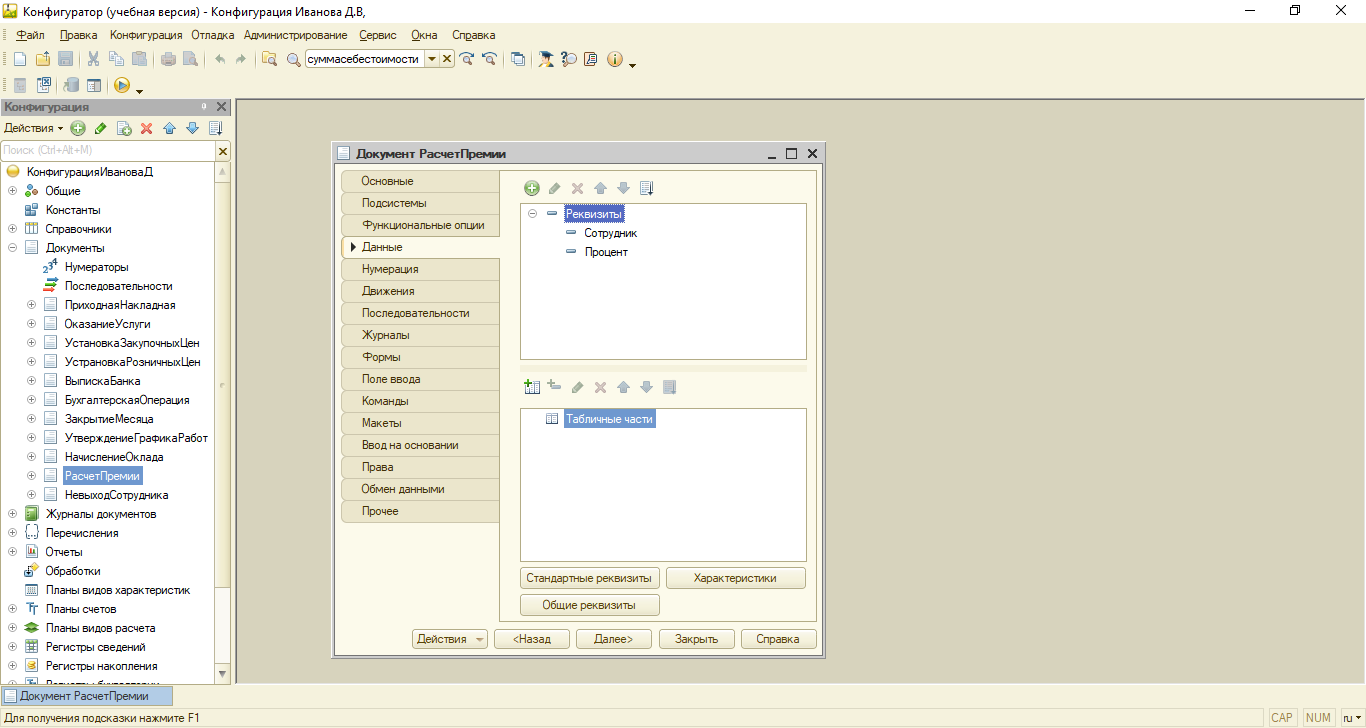 Конфигуратор (учебная версия) - Конфигурация Иванова Д.В,
Файл Правка Конфигурация Отладка Администрирование Сервис Окна Справка
суммасебестоимости
Конфигурация
Действия
Поиск (Ctrl+Alt+M)
КонфигурацияИвановаД
Общие
Константы
Справочники
Документы
Нумераторы
Последовательности
ПриходнаяНакладная
ОказаниеУслуги
УстановкаЗакупочныхЦен
УстрановкаРозничныхЦен
ВыпискаБанка
БухгалтерскаяОперация
ЗакрытиеМесяца
УтверждениеГрафикаРабот
НачислениеОклада
РасчетПремии
НевыходСотрудника
Журналы документов
Перечисления
Отчеты
Обработки
Планы видов характеристик
Планы счетов
Планы видов расчета
Регистры сведений
Регистры накопления
Документ РасчетПремии
Основные
Подсистемы
Функциональные опции
Данные
Нумерация
Движения
Последовательности
Журналы
Формы
Поле ввода
Команды
Макеты
Ввод на основании
Права
Обмен данными
Прочее
Реквизиты
Сотрудник
Процент
Табличные части
Стандартные реквизиты Характеристики
Общие реквизиты
Действия <Назад Далее> Закрыть Справка
Документ РасчетПремии
Для получения подсказки нажмите F1
CAP NUM ru